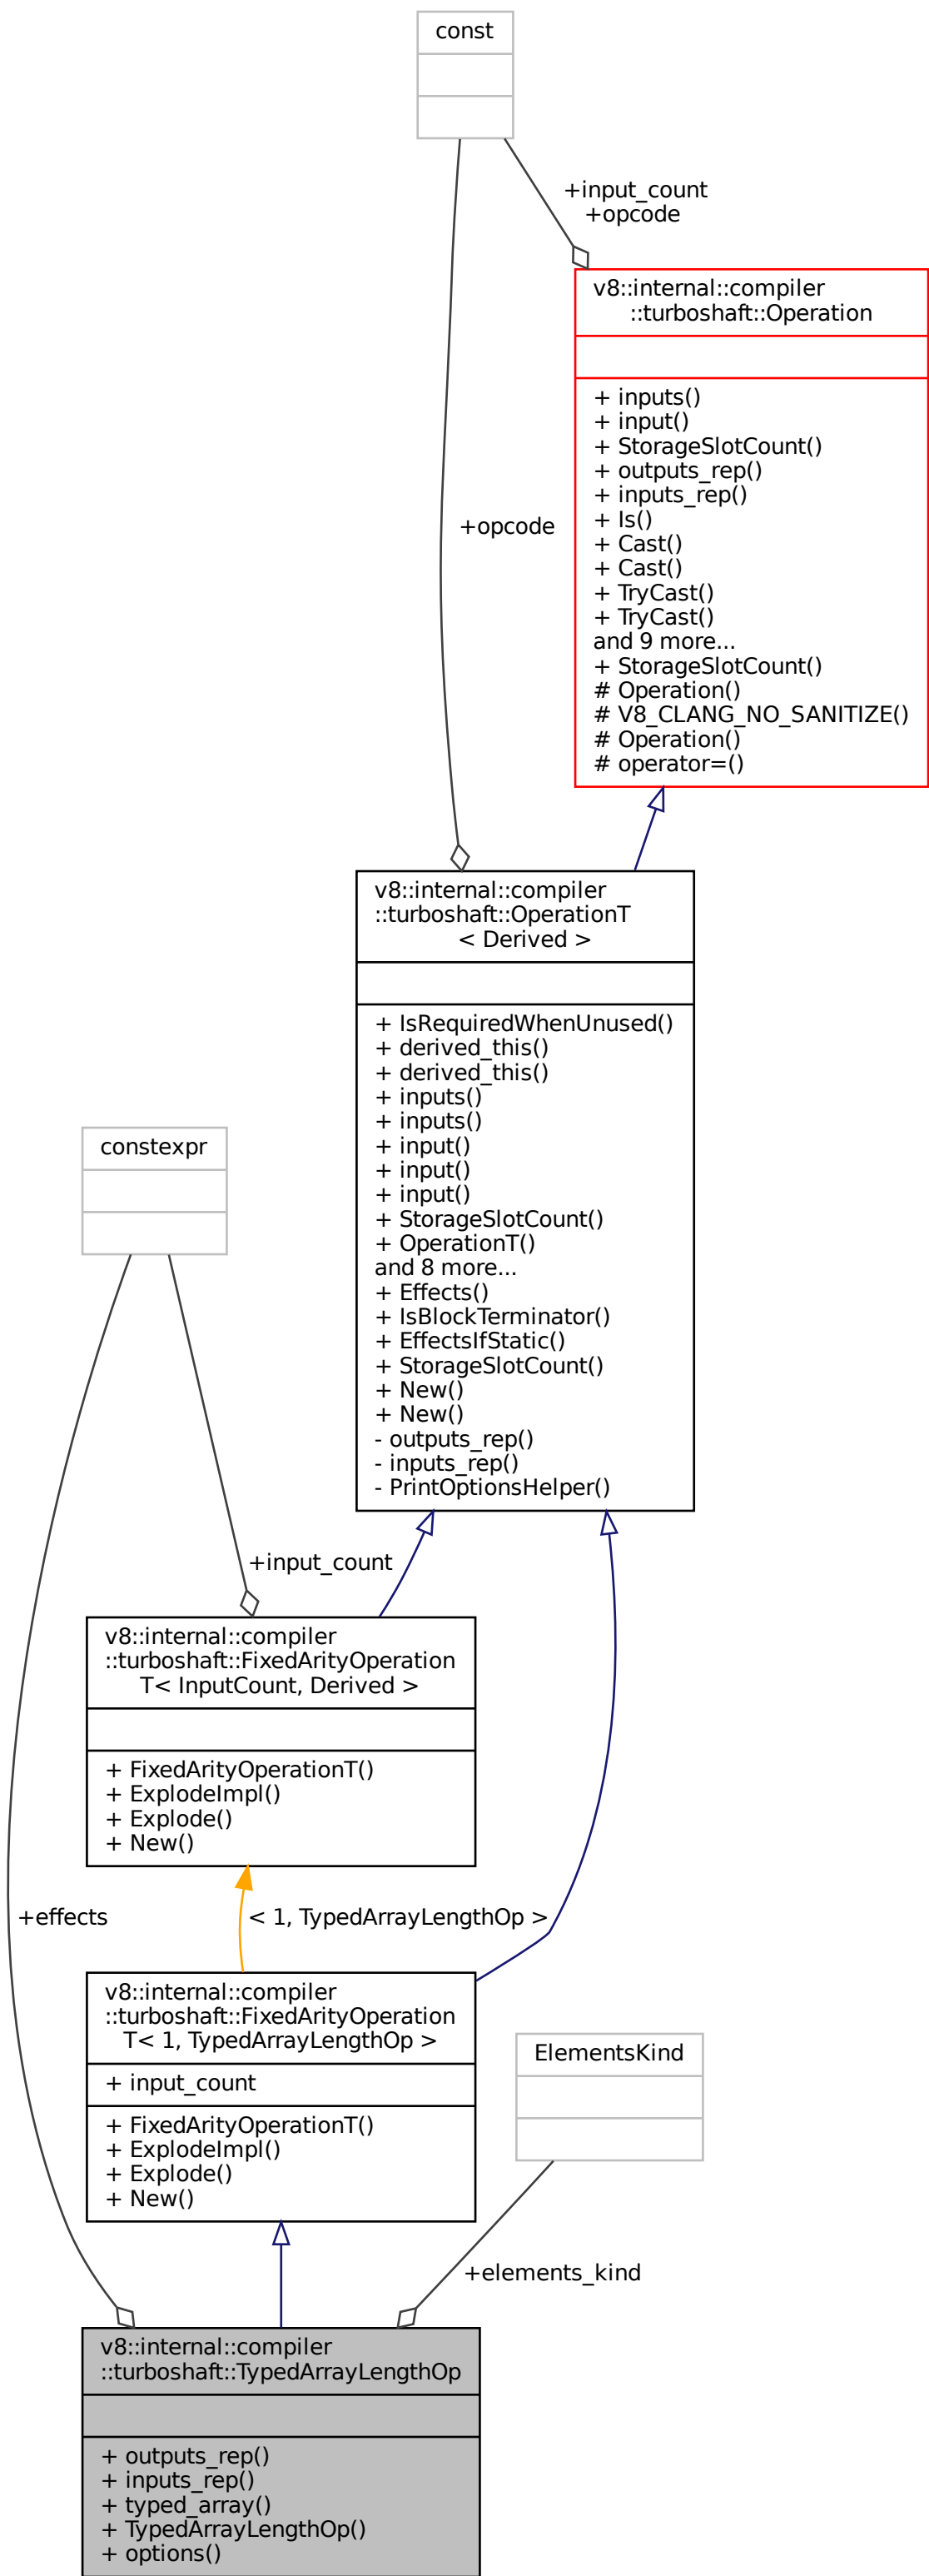 const
+input_count
+opcode
v8::internal::compiler
::turboshaft::Operation
+ inputs()
+ input()
+ StorageSlotCount()
+ outputs_rep()
+ inputs_rep()
+ Is()
+ Cast()
+ Cast()
+ TryCast()
+ TryCast()
and 9 more...
+ StorageSlotCount()
# Operation()
# V8_CLANG_NO_SANITIZE()
# Operation()
# operator=()
+opcode
v8::internal::compiler
::turboshaft::OperationT
< Derived >
+ IsRequiredWhenUnused()
+ derived_this()
+ derived_this()
+ inputs()
+ inputs()
+ input()
+ input()
+ input()
+ StorageSlotCount()
+ OperationT()
and 8 more...
+ Effects()
+ IsBlockTerminator()
+ EffectsIfStatic()
+ StorageSlotCount()
+ New()
+ New()
- outputs_rep()
- inputs_rep()
- PrintOptionsHelper()
constexpr
+input_count
v8::internal::compiler
::turboshaft::FixedArityOperation
T< InputCount, Derived >
+ FixedArityOperationT()
+ ExplodeImpl()
+ Explode()
+ New()
+effects
< 1, TypedArrayLengthOp >
v8::internal::compiler
::turboshaft::FixedArityOperation
T< 1, TypedArrayLengthOp >
+ input_count
+ FixedArityOperationT()
+ ExplodeImpl()
+ Explode()
+ New()
ElementsKind
+elements_kind
v8::internal::compiler
::turboshaft::TypedArrayLengthOp
+ outputs_rep()
+ inputs_rep()
+ typed_array()
+ TypedArrayLengthOp()
+ options()